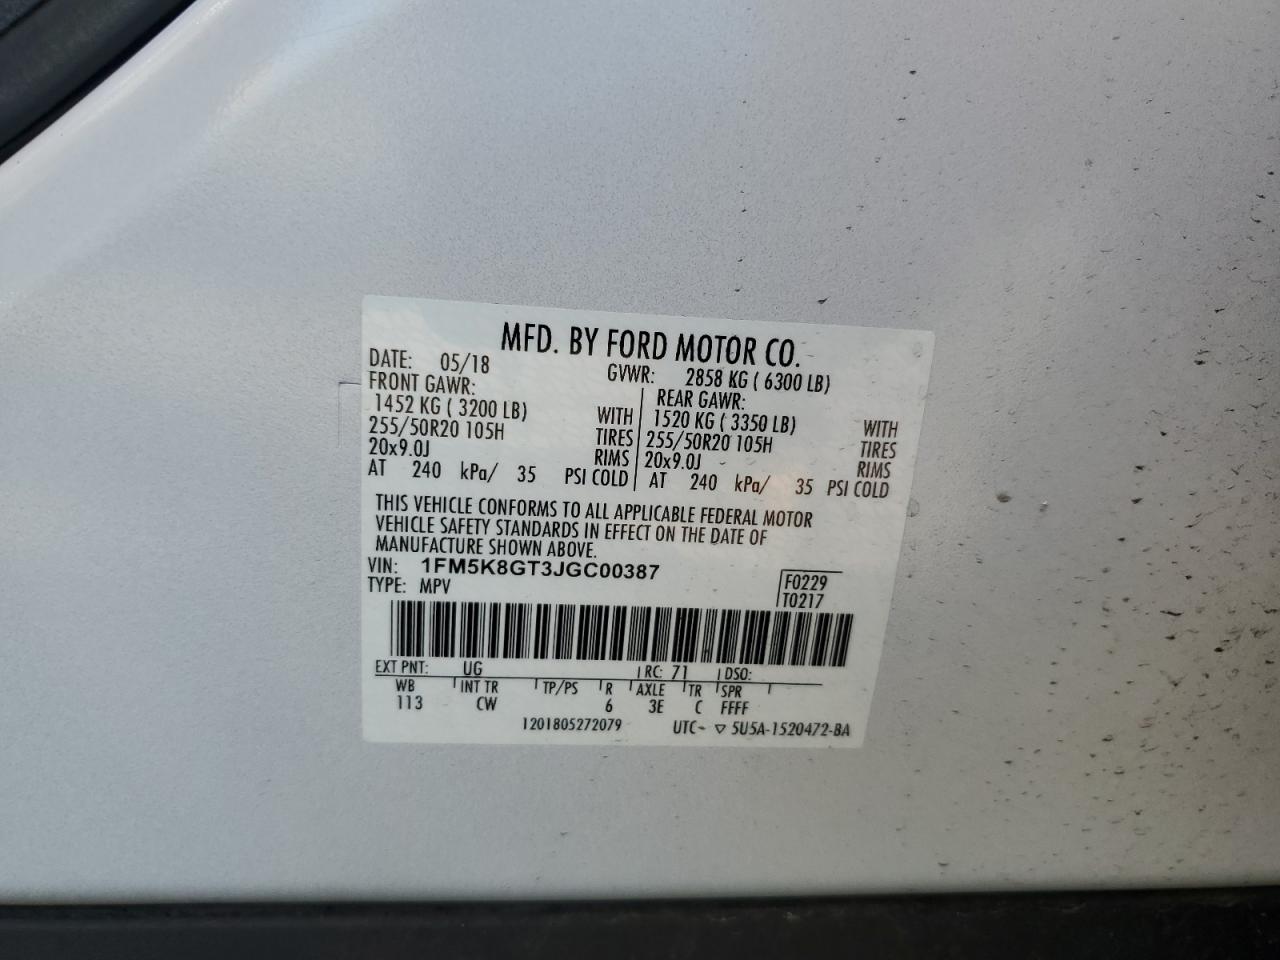 MFD. BY FORD MOTOR CO.
DATE: 05/18 GVWR: 2858 KG ( 6300 LB)
FRONT GAWR: REAR GAWR:
1452 KG ( 3200 LB) WITH 1520 KG ( 3350 LB) WITH
255/50R20 105H TIRES 255/50R20 105H TIRES
20x9.0J RIMS 20x9.0J RIMS
AT 240 kPa/ 35 PSI COLD AT 240 kPa/ 35 PSI COLD
THIS VEHICLE CONFORMS TO ALL APPLICABLE FEDERAL MOTOR
VEHICLE SAFETY STANDARDS IN EFFECT ON THE DATE OF
MANUFACTURE SHOWN ABOVE.
VIN: 1FM5K8GT3JGC00387
TYPE: MPV
F0229
T0217
EXT PNT: UG RC: 71 DSO:
WB INT TR TP/PS R AXLE TR SPR
113 CW 6 3E C FFFF
1201805272079 UTC- ▽ 5U5A-1520472-BA